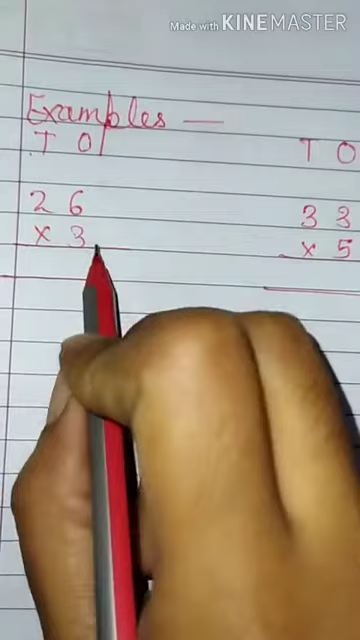 Made with KINEMASTER
Examples —
T O
2 6
× 3
T O
3 3
× 5